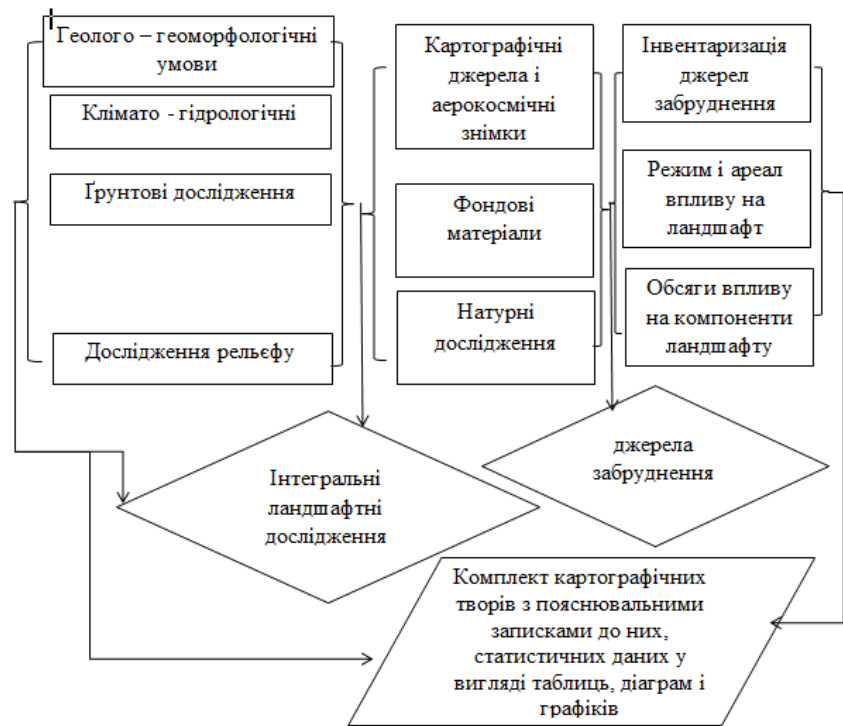 Геолого – геоморфологічні
умови
Клімато - гідрологічні
Ґрунтові дослідження
Дослідження рельєфу
Картографічні
джерела і
аерокосмічні
знімки
Фондові
матеріали
Натурні
дослідження
Інвентаризація
джерел
забруднення
Режим і ареал
впливу на
ландшафт
Обсяги впливу
на компоненти
ландшафту
Інтегральні
ландшафтні
дослідження
джерела
забруднення
Комплект картографічних
творів з пояснювальними
записками до них,
статистичних даних у
вигляді таблиць, діаграм і
графіків